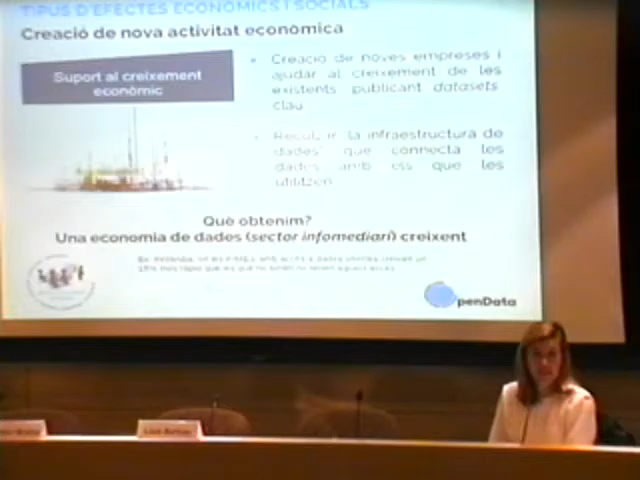 TIPUS D'EFECTES ECONÒMICS I SOCIALS
Creació de nova activitat econòmica
Suport al creixement
econòmic
Creació de noves empreses i
ajudar al creixement de les
existents publicant datasets
clau
la infraestructura de
dades que connecta les
dades amb els que les
utilitzen
Què obtenim?
Una economia de dades (sector infomediari) creixent
penData